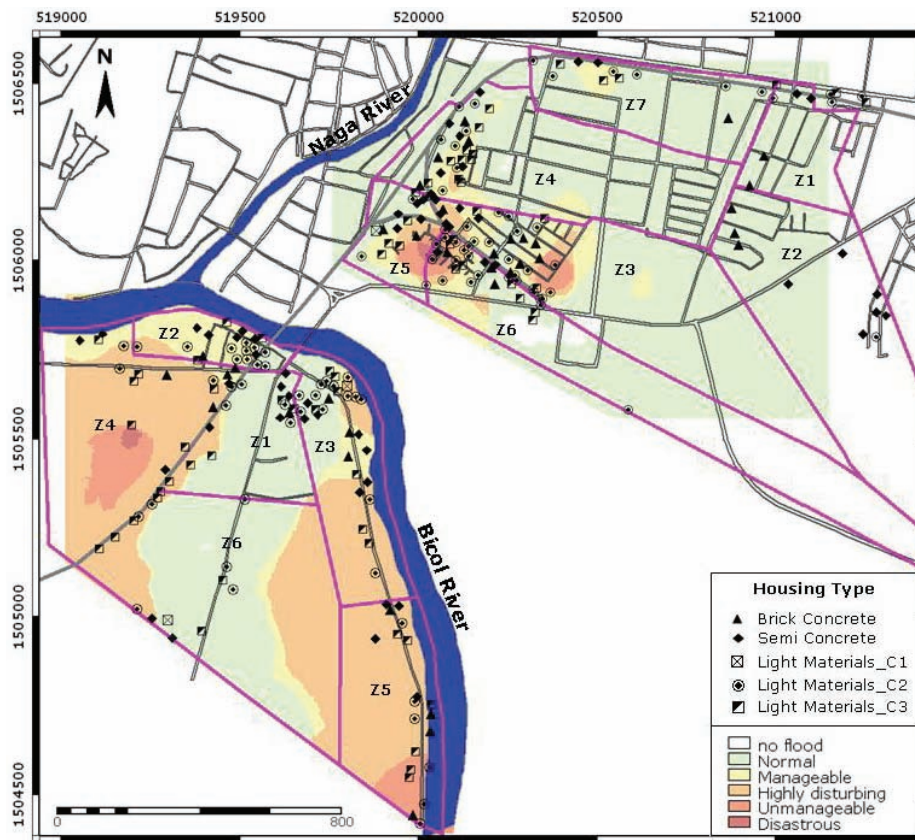 519000 519500 520000 520500 521000
1506500
1506000
1505500
1505000
1504500
N
Naga River
Z7
Z4
Z1
Z2
Z5
Z3
Z6
Z2
Z4
Z1
Z3
Z6
Bicol River
Z5
Housing Type
Brick Concrete
Semi Concrete
Light Materials_C1
Light Materials_C2
Light Materials_C3
no flood
Normal
Manageable
Highly disturbing
Unmanageable
Disastrous
0 800